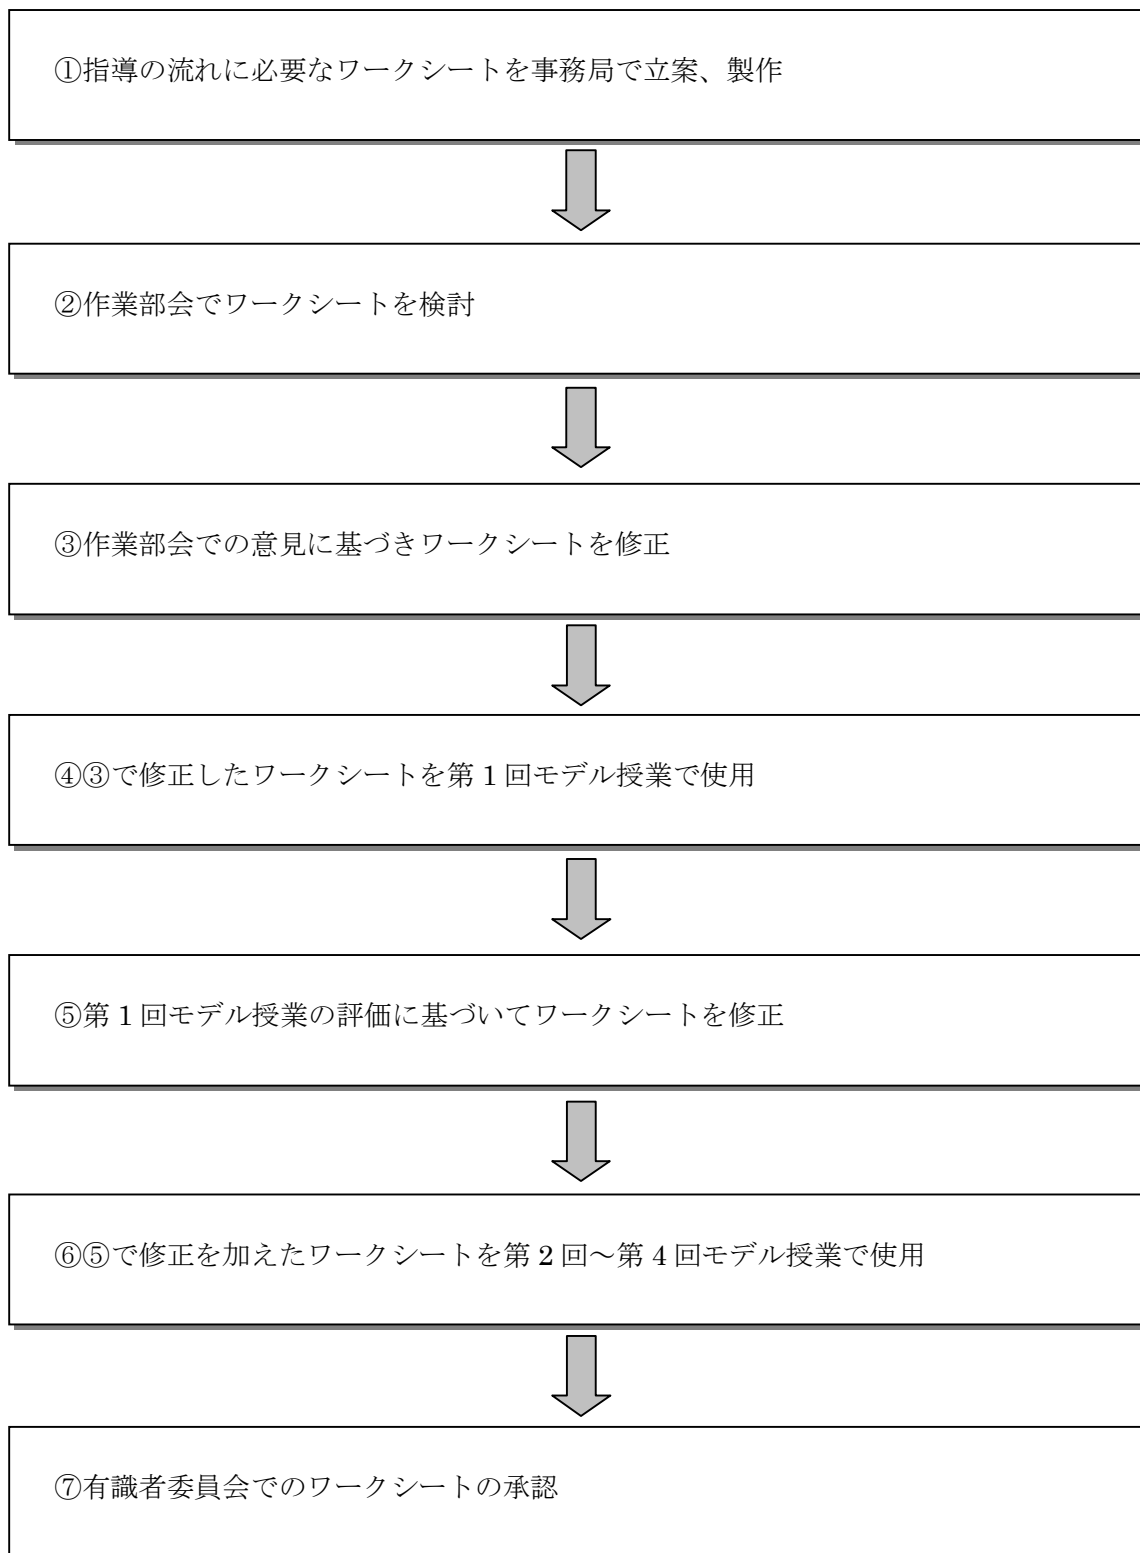 ①指導の流れに必要なワークシートを事務局で立案、製作
②作業部会でワークシートを検討
③作業部会での意見に基づきワークシートを修正
④③で修正したワークシートを第1回モデル授業で使用
⑤第1回モデル授業の評価に基づいてワークシートを修正
⑥⑤で修正を加えたワークシートを第2回～第4回モデル授業で使用
⑦有識者委員会でのワークシートの承認